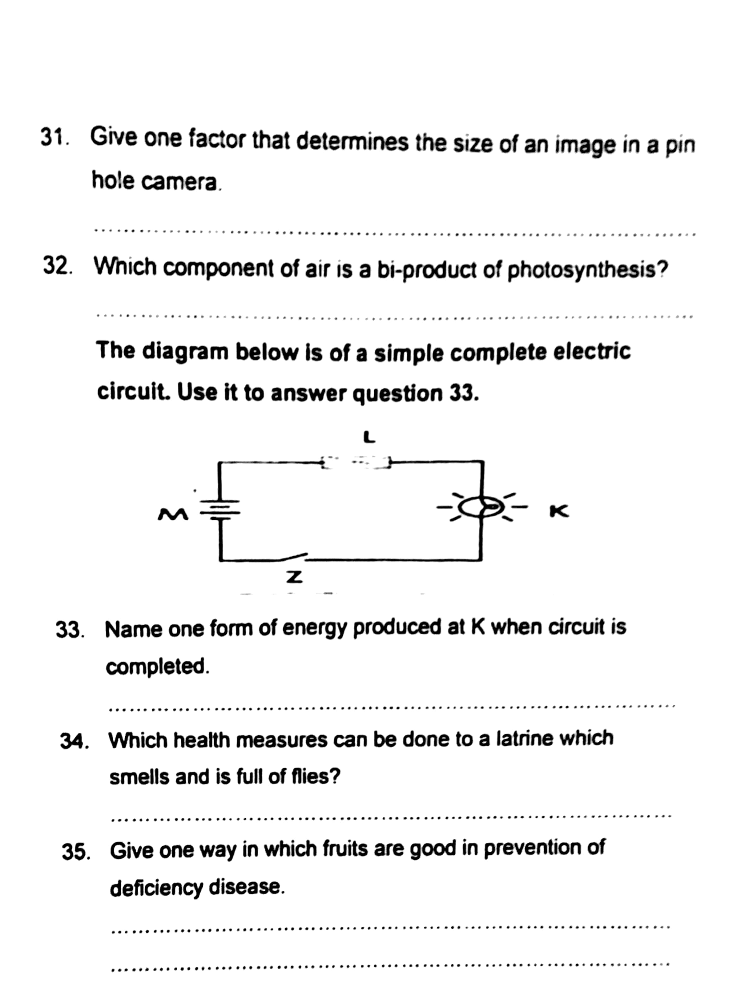 31. Give one factor that determines the size of an image in a pin
hole camera.
32. Which component of air is a bi-product of photosynthesis?
The diagram below is of a simple complete electric
circuit. Use it to answer question 33.
L
M
K
Z
33. Name one form of energy produced at K when circuit is
completed.
34. Which health measures can be done to a latrine which
smells and is full of flies?
35. Give one way in which fruits are good in prevention of
deficiency disease.